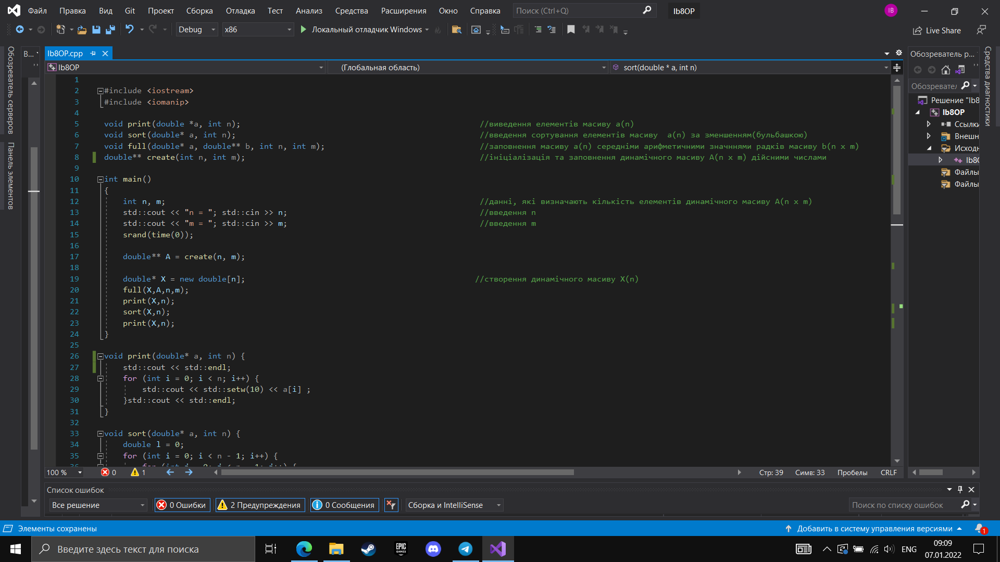 Файл Правка Вид Git Проект Сборка Отладка Тест Анализ Средства Расширения Окно Справка Поиск (Ctrl+Q) lb8OP IB
Debug x86 Локальный отладчик Windows Live Share
Обозреватель серверов
Панель элементов
В...
lb8OP.cpp
lb8OP (Глобальная область) sort(double * a, int n)
1
2 #include <iostream>
3 #include <iomanip>
4
5 void print(double *a, int n); //виведення елементів масиву a(n)
6 void sort(double* a, int n); //введення сортування елементів масиву  a(n) за зменшенням(бульбашкою)
7 void full(double* a, double** b, int n, int m); //заповнення масиву a(n) середніми арифметичними значннями радків масиву b(n x m)
8 double** create(int n, int m); //ініціалізація та заповнення динамічного масиву A(n x m) дійсними числами
9
10 int main()
11 {
12 int n, m; //данні, які визначають кількість елементів динамічного масиву A(n x m)
13 std::cout << "n = "; std::cin >> n; //введення n
14 std::cout << "m = "; std::cin >> m; //введення m
15 srand(time(0));
16
17 double** A = create(n, m);
18
19 double* X = new double[n]; //створення динамічного масиву X(n)
20 full(X,A,n,m);
21 print(X,n);
22 sort(X,n);
23 print(X,n);
24 }
25
26 void print(double* a, int n) {
27 std::cout << std::endl;
28 for (int i = 0; i < n; i++) {
29 std::cout << std::setw(10) << a[i] ;
30 }std::cout << std::endl;
31 }
32
33 void sort(double* a, int n) {
34 double l = 0;
35 for (int i = 0; i < n - 1; i++) {
100 % 0 1 Стр: 39 Симв: 33 Пробелы CRLF
Обозреватель р...
Обозревател
Решение "lb8
lb8OP
Ссылки
Внешн
Исходн
lb8O
Файлы
Файлы
Средства диагностики
Список ошибок
Все решение 0 Ошибки 2 Предупреждения 0 Сообщения Сборка и IntelliSense Поиск по списку ошибок
Элементы сохранены Добавить в систему управления версиями 1
Введите здесь текст для поиска EPIC GAMES ENG 09:09
07.01.2022